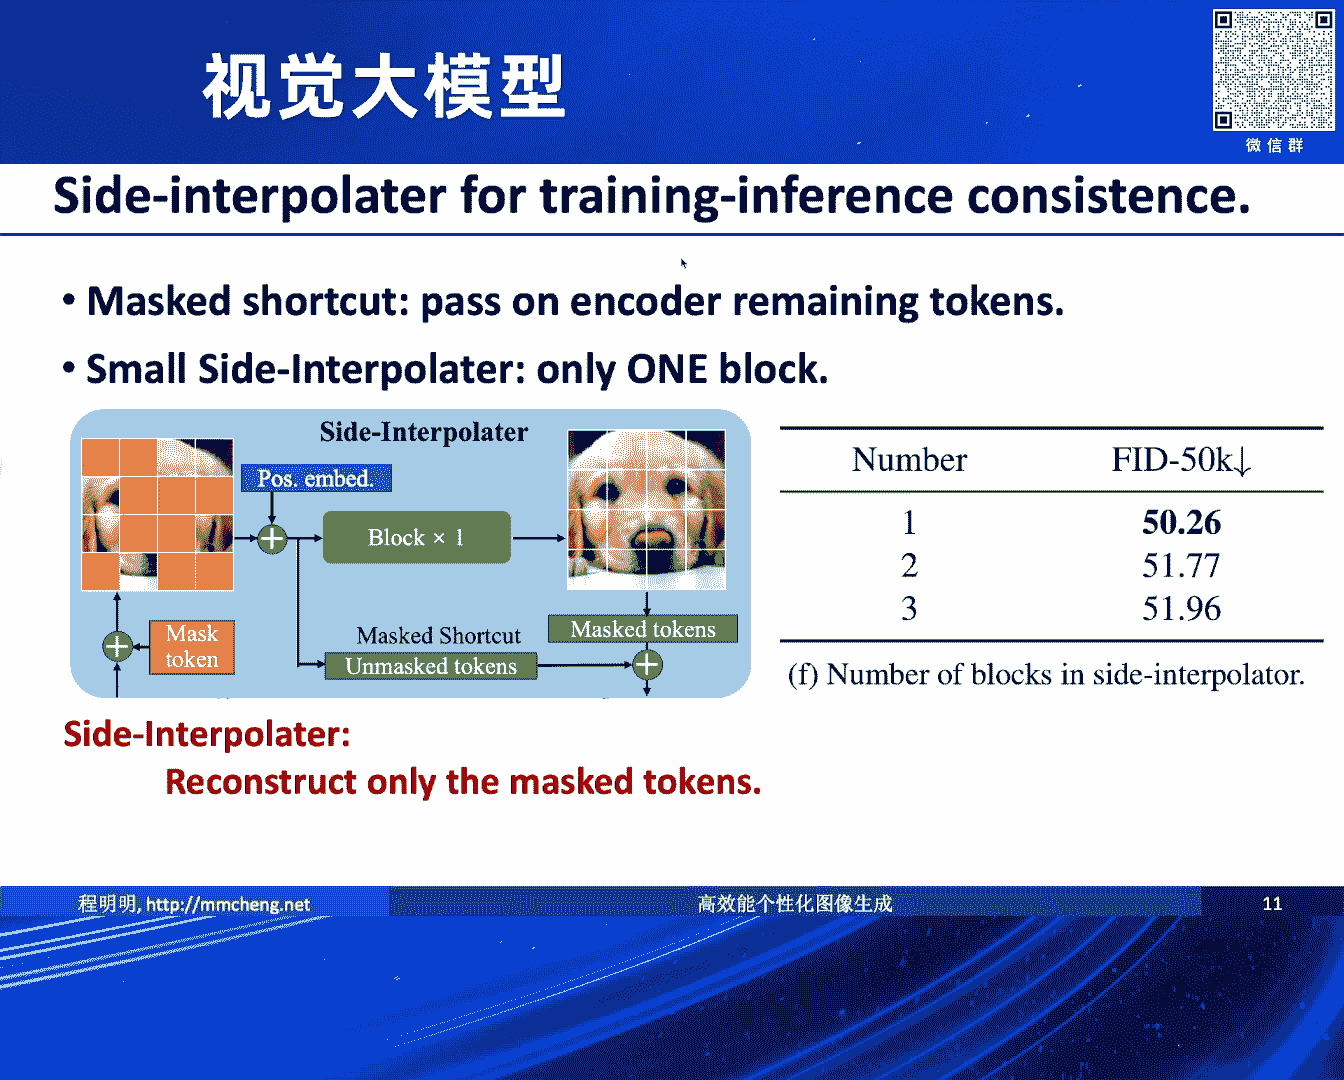 视觉大模型
微信群
Side-interpolater for training-inference consistence.
• Masked shortcut: pass on encoder remaining tokens.
• Small Side-Interpolater: only ONE block.
Side-Interpolater
Pos. embed.
Block × 1
Mask
token
Masked Shortcut
Unmasked tokens
Masked tokens
Number FID-50k↓
1 50.26
2 51.77
3 51.96
(f) Number of blocks in side-interpolator.
Side-Interpolater:
Reconstruct only the masked tokens.
程明明, http://mmcheng.net
高效能个性化图像生成
11